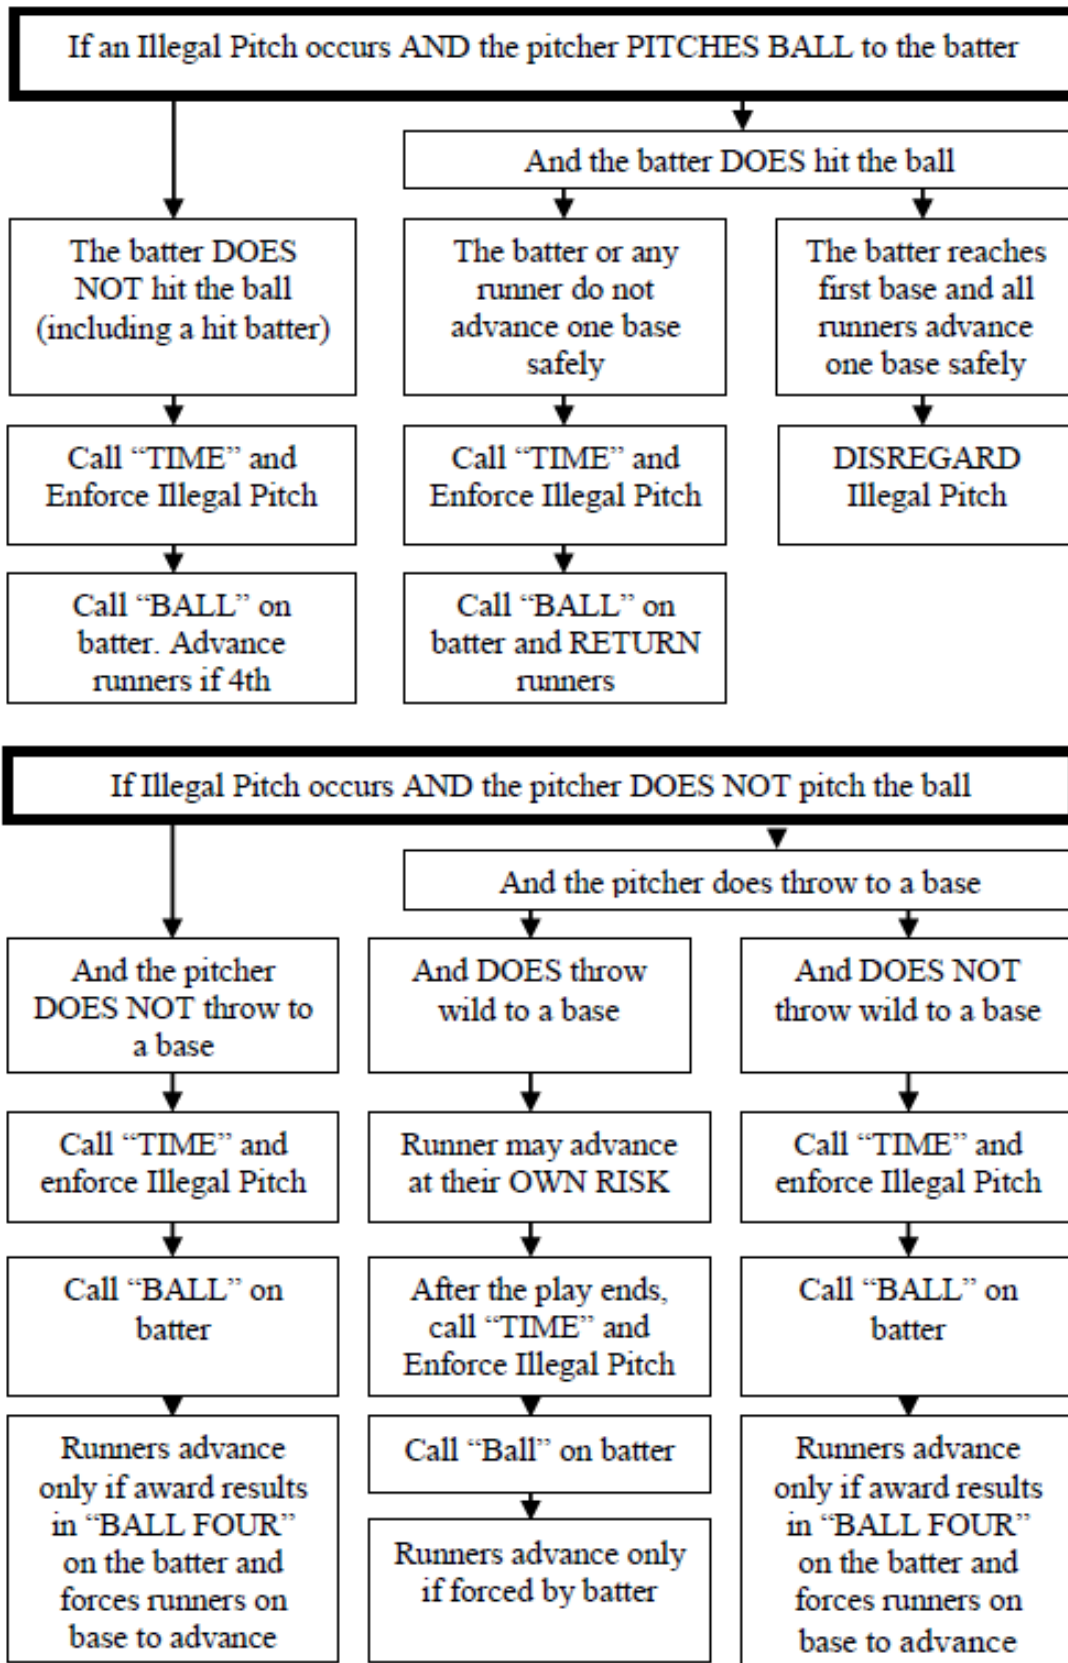 If an Illegal Pitch occurs AND the pitcher PITCHES BALL to the batter
And the batter DOES hit the ball
The batter DOES
NOT hit the ball
(including a hit batter)
The batter or any
runner do not
advance one base
safely
The batter reaches
first base and all
runners advance
one base safely
Call “TIME” and
Enforce Illegal Pitch
Call “TIME” and
Enforce Illegal Pitch
DISREGARD
Illegal Pitch
Call “BALL” on
batter. Advance
runners if 4th
Call “BALL” on
batter and RETURN
runners
If Illegal Pitch occurs AND the pitcher DOES NOT pitch the ball
And the pitcher does throw to a base
And the pitcher
DOES NOT throw to
a base
And DOES throw
wild to a base
And DOES NOT
throw wild to a base
Call “TIME” and
enforce Illegal Pitch
Runner may advance
at their OWN RISK
Call “TIME” and
enforce Illegal Pitch
Call “BALL” on
batter
After the play ends,
call “TIME” and
Enforce Illegal Pitch
Call “BALL” on
batter
Runners advance
only if award results
in “BALL FOUR”
on the batter and
forces runners on
base to advance
Call “Ball” on batter
Runners advance only
if forced by batter
Runners advance
only if award results
in “BALL FOUR”
on the batter and
forces runners on
base to advance